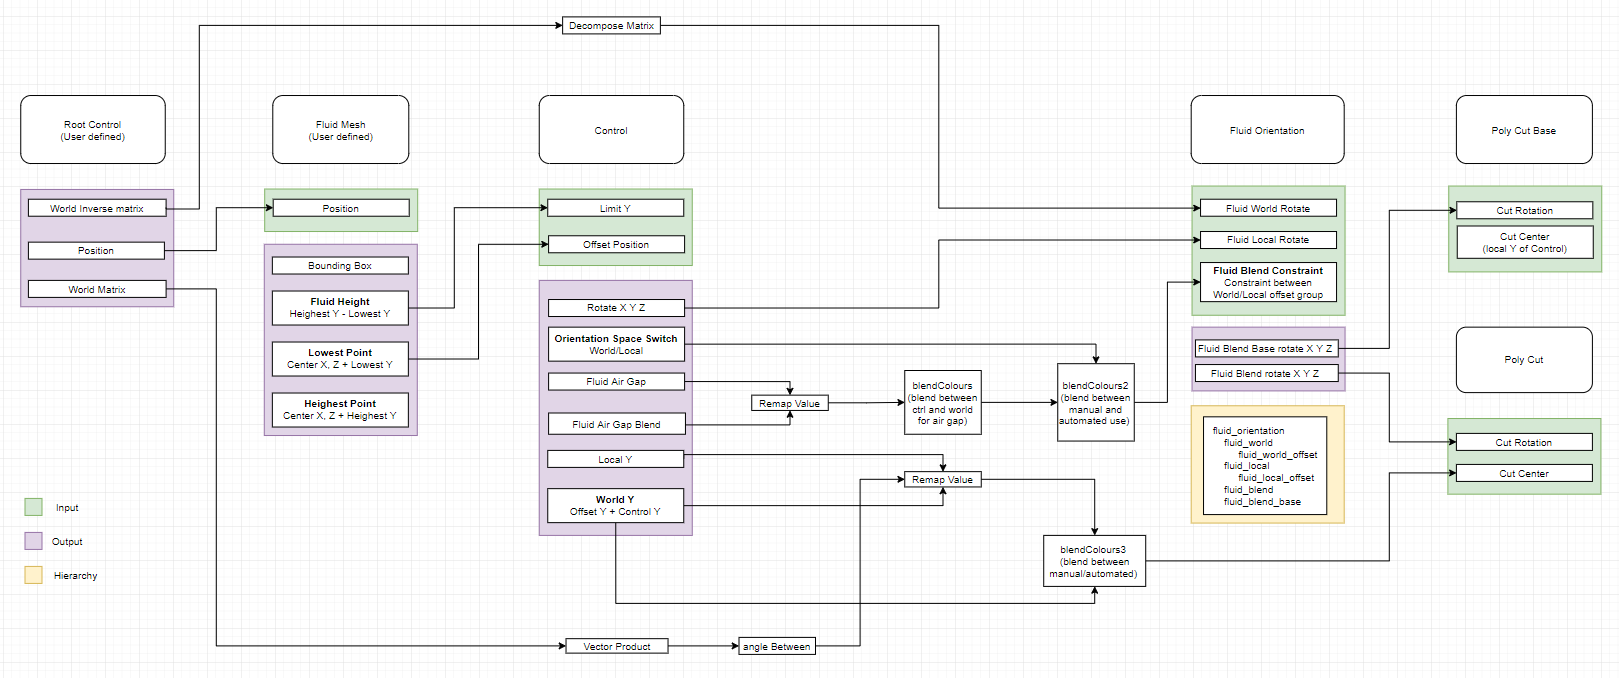 Decompose Matrix
Root Control
(User defined)
Fluid Mesh
(User defined)
Control
Fluid Orientation
Poly Cut Base
World Inverse matrix
Position
World Matrix
Position
Bounding Box
Fluid Height
Heighest Y - Lowest Y
Lowest Point
Center X, Z + Lowest Y
Heighest Point
Center X, Z + Heighest Y
Limit Y
Offset Position
Rotate X Y Z
Orientation Space Switch
World/Local
Fluid Air Gap
Fluid Air Gap Blend
Local Y
World Y
Offset Y + Control Y
Remap Value
blendColours
(blend between
ctrl and world
for air gap)
blendColours2
(blend between
manual and
automated use)
Remap Value
blendColours3
(blend between
manual/automated)
Vector Product
angle Between
Fluid World Rotate
Fluid Local Rotate
Fluid Blend Constraint
Constraint between
World/Local offset group
Fluid Blend Base rotate X Y Z
Fluid Blend rotate X Y Z
fluid_orientation
fluid_world
fluid_world_offset
fluid_local
fluid_local_offset
fluid_blend
fluid_blend_base
Cut Rotation
Cut Center
(local Y of Control)
Poly Cut
Cut Rotation
Cut Center
Input
Output
Hierarchy